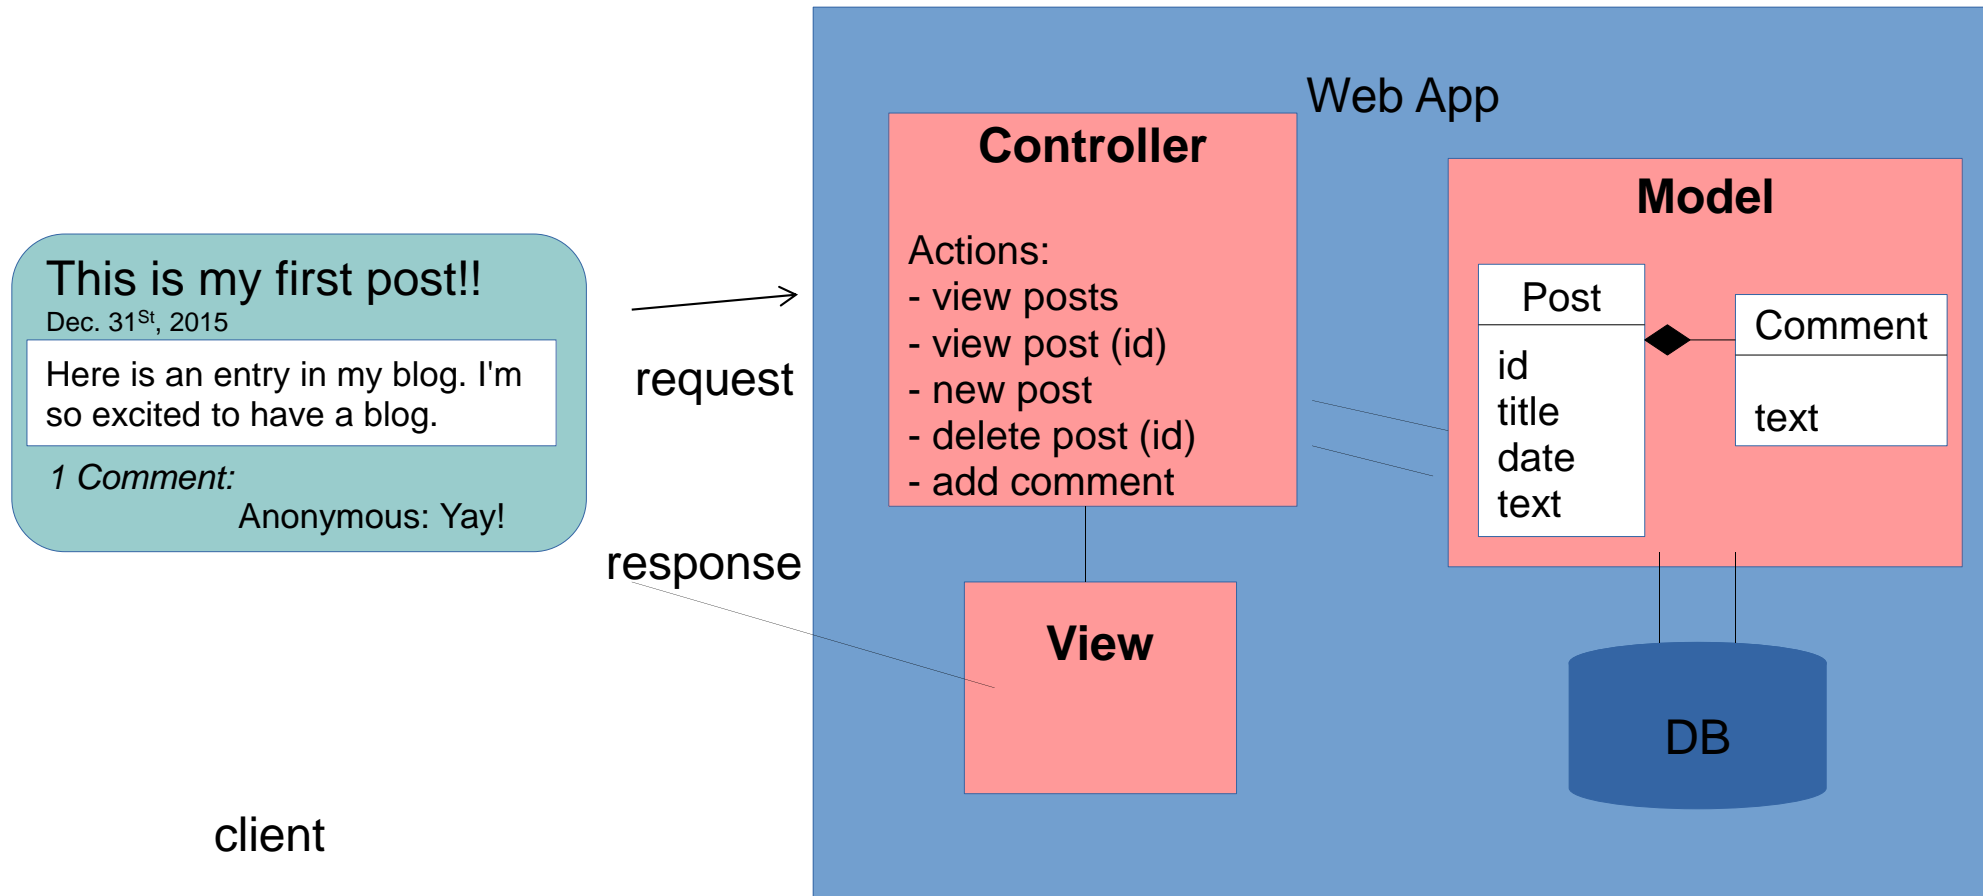 This is my first post!!
Dec. 31St, 2015
Here is an entry in my blog. I'm
so excited to have a blog.
1 Comment:
Anonymous: Yay!
client
request
response
Web App
Controller
Actions:
- view posts
- view post (id)
- new post
- delete post (id)
- add comment
View
Model
Post
id
title
date
text
Comment
text
DB